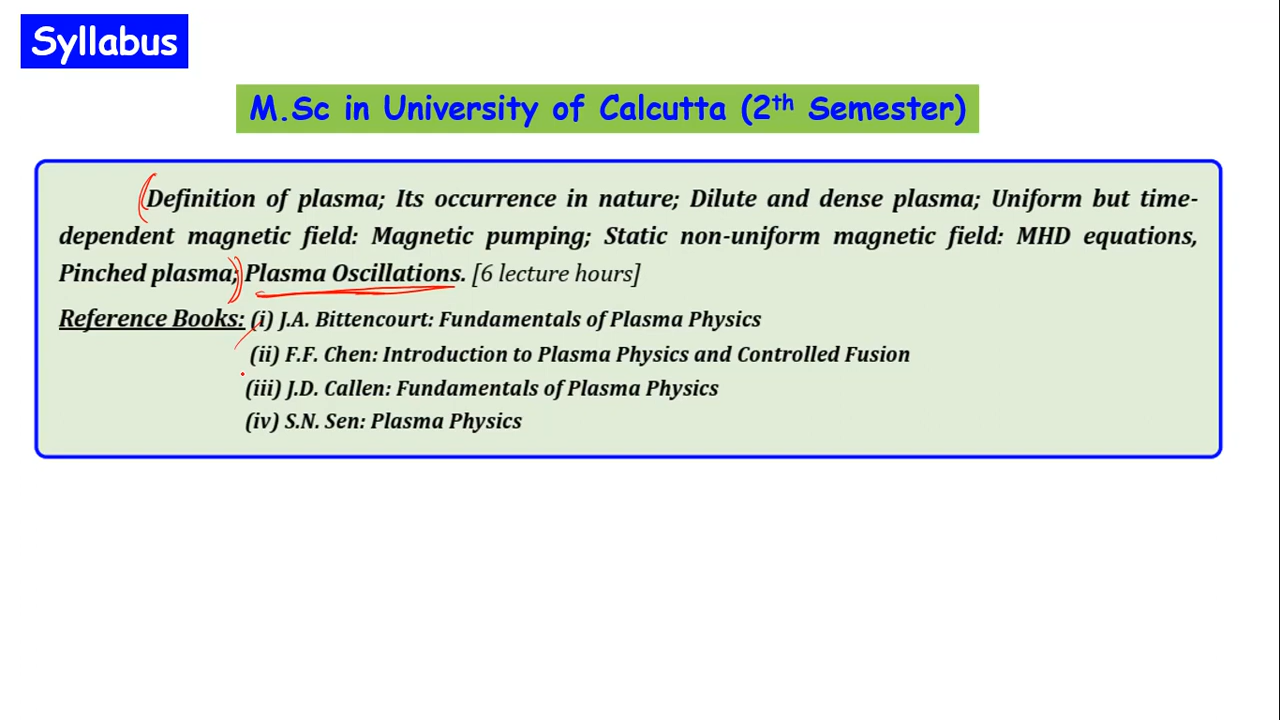 Syllabus
M.Sc in University of Calcutta (2th Semester)
Definition of plasma; Its occurrence in nature; Dilute and dense plasma; Uniform but time-
dependent magnetic field: Magnetic pumping; Static non-uniform magnetic field: MHD equations,
Pinched plasma; Plasma Oscillations. [6 lecture hours]
Reference Books: (i) J.A. Bittencourt: Fundamentals of Plasma Physics
(ii) F.F. Chen: Introduction to Plasma Physics and Controlled Fusion
(iii) J.D. Callen: Fundamentals of Plasma Physics
(iv) S.N. Sen: Plasma Physics